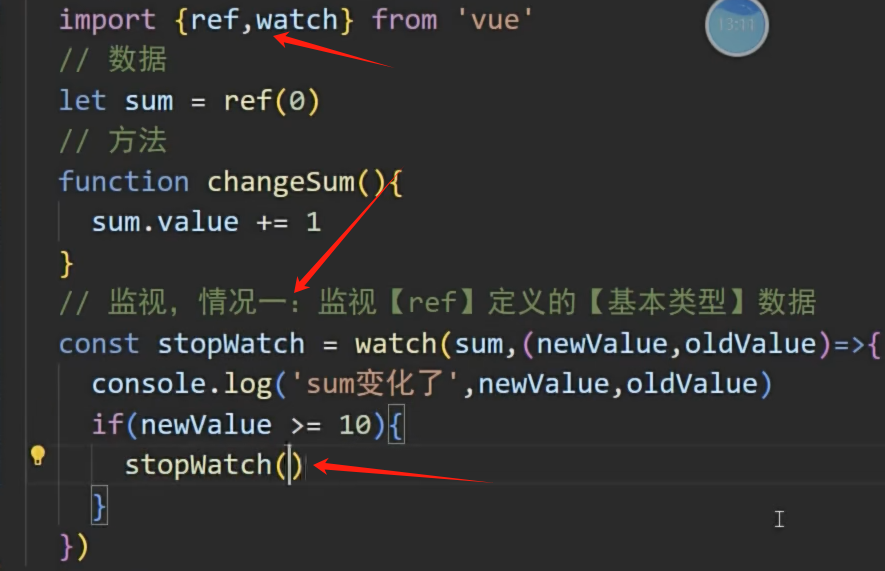 import {ref,watch} from 'vue'
13:11
// 数据
let sum = ref(0)
// 方法
function changeSum(){
  sum.value += 1
}
// 监视，情况一：监视【ref】定义的【基本类型】数据
const stopWatch = watch(sum,(newValue,oldValue)=>{
  console.log('sum变化了',newValue,oldValue)
  if(newValue >= 10){
    stopWatch()
  }
})